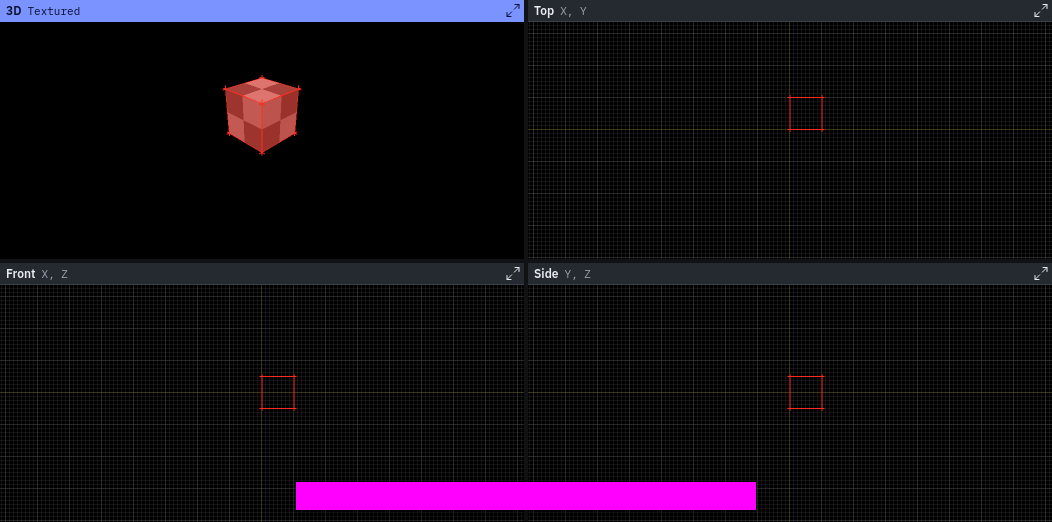 3D Textured
Top X, Y
Front X, Z
Side Y, Z